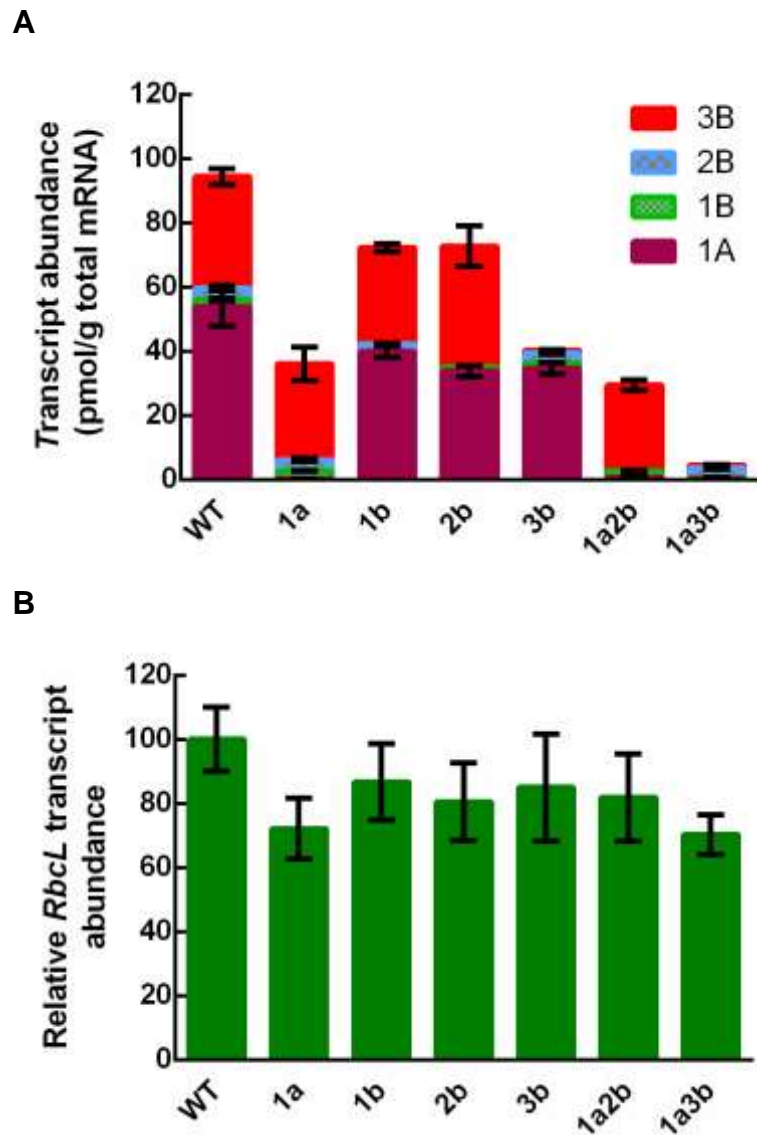 A
Transcript abundance
(pmol/g total mRNA)
120
100
80
60
40
20
0
3B
2B
1B
1A
WT
1a
1b
2b
3b
1a2b
1a3b
B
Relative RbcL transcript
abundance
120
100
80
60
40
20
0
WT
1a
1b
2b
3b
1a2b
1a3b